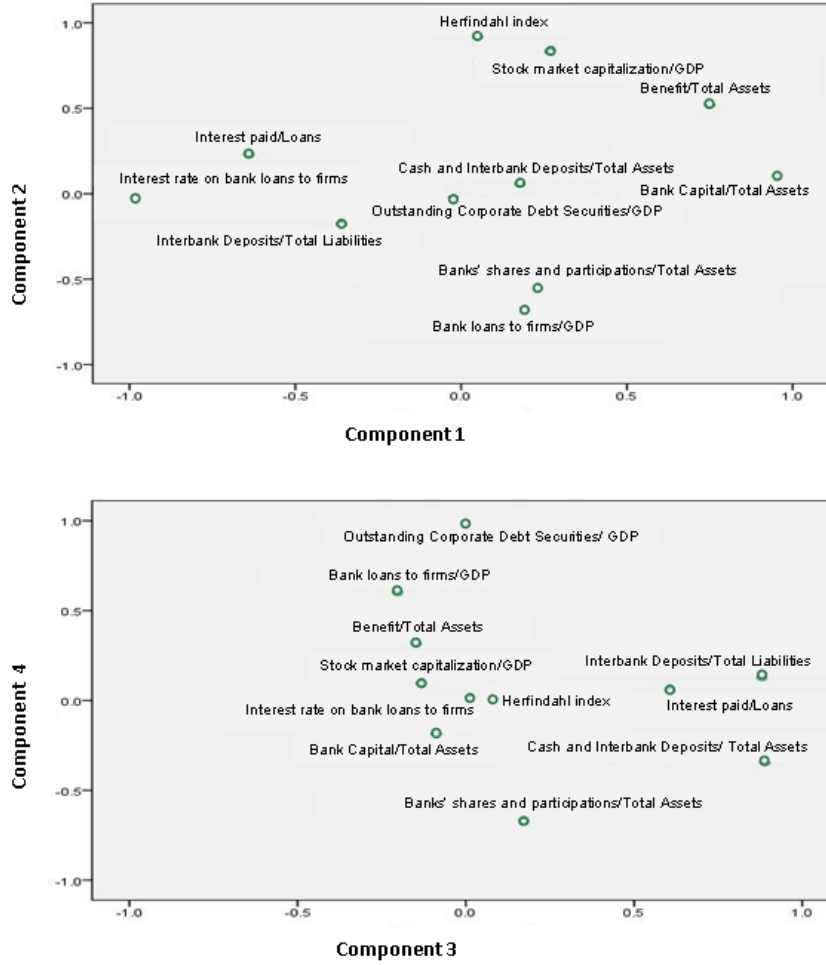 1.0
Herfindahl index
Stock market capitalization/GDP
Benefit/Total Assets
0.5
Interest paid/Loans
Cash and Interbank Deposits/Total Assets
Interest rate on bank loans to firms
Bank Capital/Total Assets
0.0
Outstanding Corporate Debt Securities/GDP
Interbank Deposits/Total Liabilities
Component 2
Banks' shares and participations/Total Assets
-0.5
Bank loans to firms/GDP
-1.0
-1.0 -0.5 0.0 0.5 1.0
Component 1
1.0
Outstanding Corporate Debt Securities/ GDP
Bank loans to firms/GDP
0.5
Benefit/Total Assets
Stock market capitalization/GDP
Interbank Deposits/Total Liabilities
0.0
Interest rate on bank loans to firms
Herfindahl index
Interest paid/Loans
Bank Capital/Total Assets
Cash and Interbank Deposits/ Total Assets
Component 4
-0.5
Banks' shares and participations/Total Assets
-1.0
-1.0 -0.5 0.0 0.5 1.0
Component 3